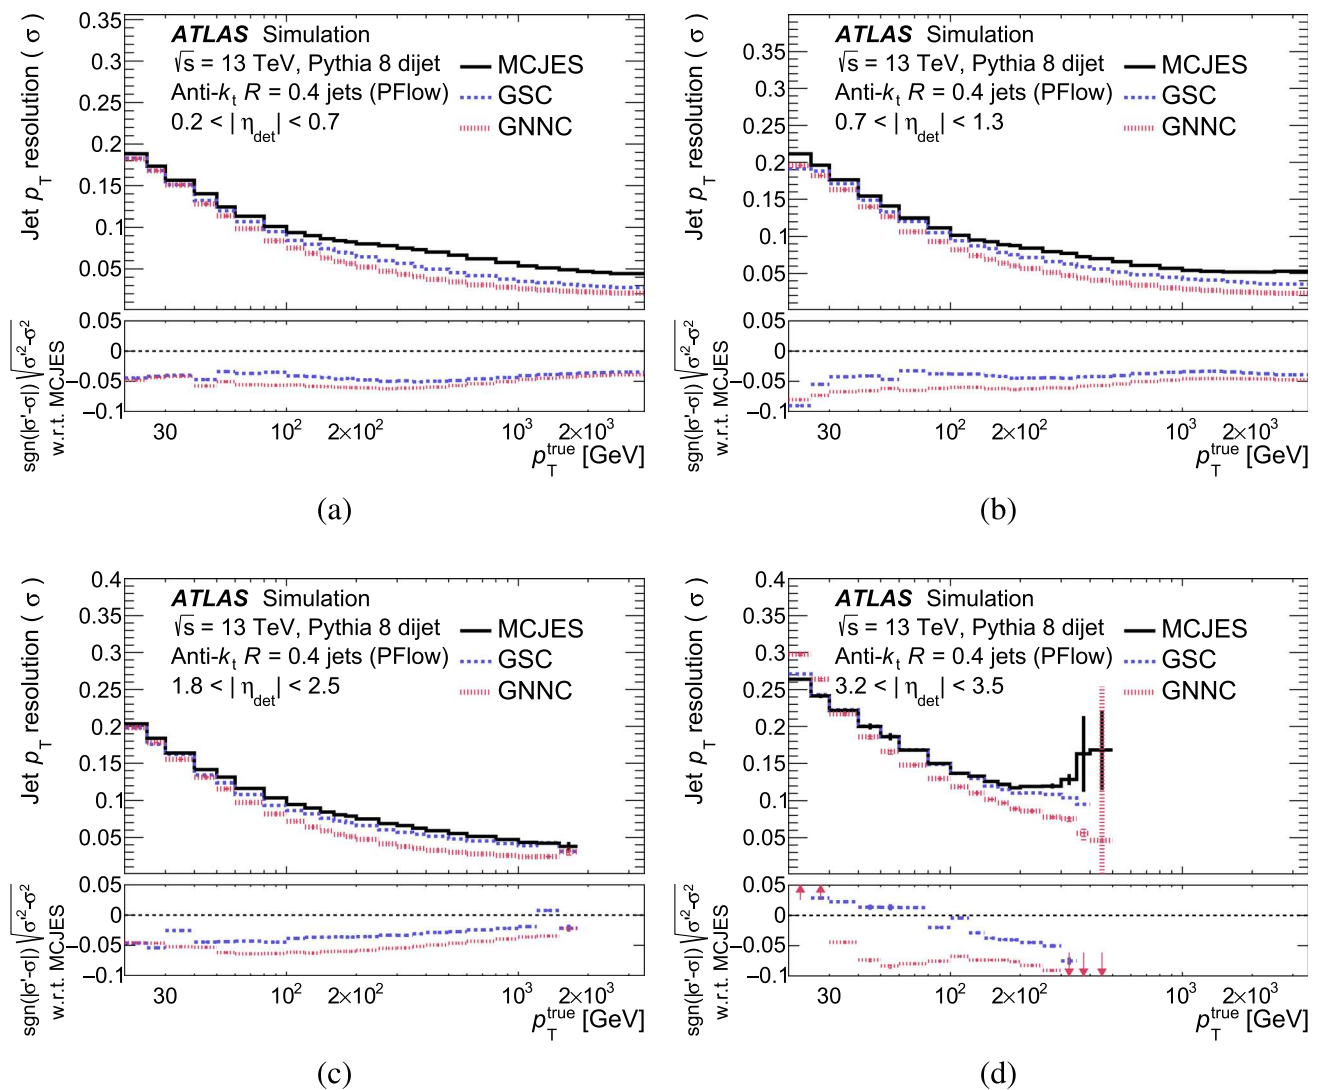 ATLAS Simulation
√s = 13 TeV, Pythia 8 dijet
Anti-kt R = 0.4 jets (PFlow)
0.2 < | ηdet| < 0.7
MCJES
GSC
GNNC
Jet pT resolution ( σ )
0.35
0.3
0.25
0.2
0.15
0.1
0.05
0.05
0
−0.05
−0.1
sgn(|σ'-σ|) √σ'2-σ2
w.r.t. MCJES
30 10² 2×10² 10³ 2×10³
pTtrue [GeV]
(a)
ATLAS Simulation
√s = 13 TeV, Pythia 8 dijet
Anti-kt R = 0.4 jets (PFlow)
0.7 < | ηdet| < 1.3
MCJES
GSC
GNNC
Jet pT resolution ( σ )
0.35
0.3
0.25
0.2
0.15
0.1
0.05
0.05
0
−0.05
−0.1
sgn(|σ'-σ|) √σ'2-σ2
w.r.t. MCJES
30 10² 2×10² 10³ 2×10³
pTtrue [GeV]
(b)
ATLAS Simulation
√s = 13 TeV, Pythia 8 dijet
Anti-kt R = 0.4 jets (PFlow)
1.8 < | ηdet| < 2.5
MCJES
GSC
GNNC
Jet pT resolution ( σ )
0.4
0.35
0.3
0.25
0.2
0.15
0.1
0.05
0.05
0
−0.05
−0.1
sgn(|σ'-σ|) √σ'2-σ2
w.r.t. MCJES
30 10² 2×10² 10³ 2×10³
pTtrue [GeV]
(c)
ATLAS Simulation
√s = 13 TeV, Pythia 8 dijet
Anti-kt R = 0.4 jets (PFlow)
3.2 < | ηdet| < 3.5
MCJES
GSC
GNNC
Jet pT resolution ( σ )
0.4
0.35
0.3
0.25
0.2
0.15
0.1
0.05
0.05
0
−0.05
−0.1
sgn(|σ'-σ|) √σ'2-σ2
w.r.t. MCJES
30 10² 2×10² 10³ 2×10³
pTtrue [GeV]
(d)